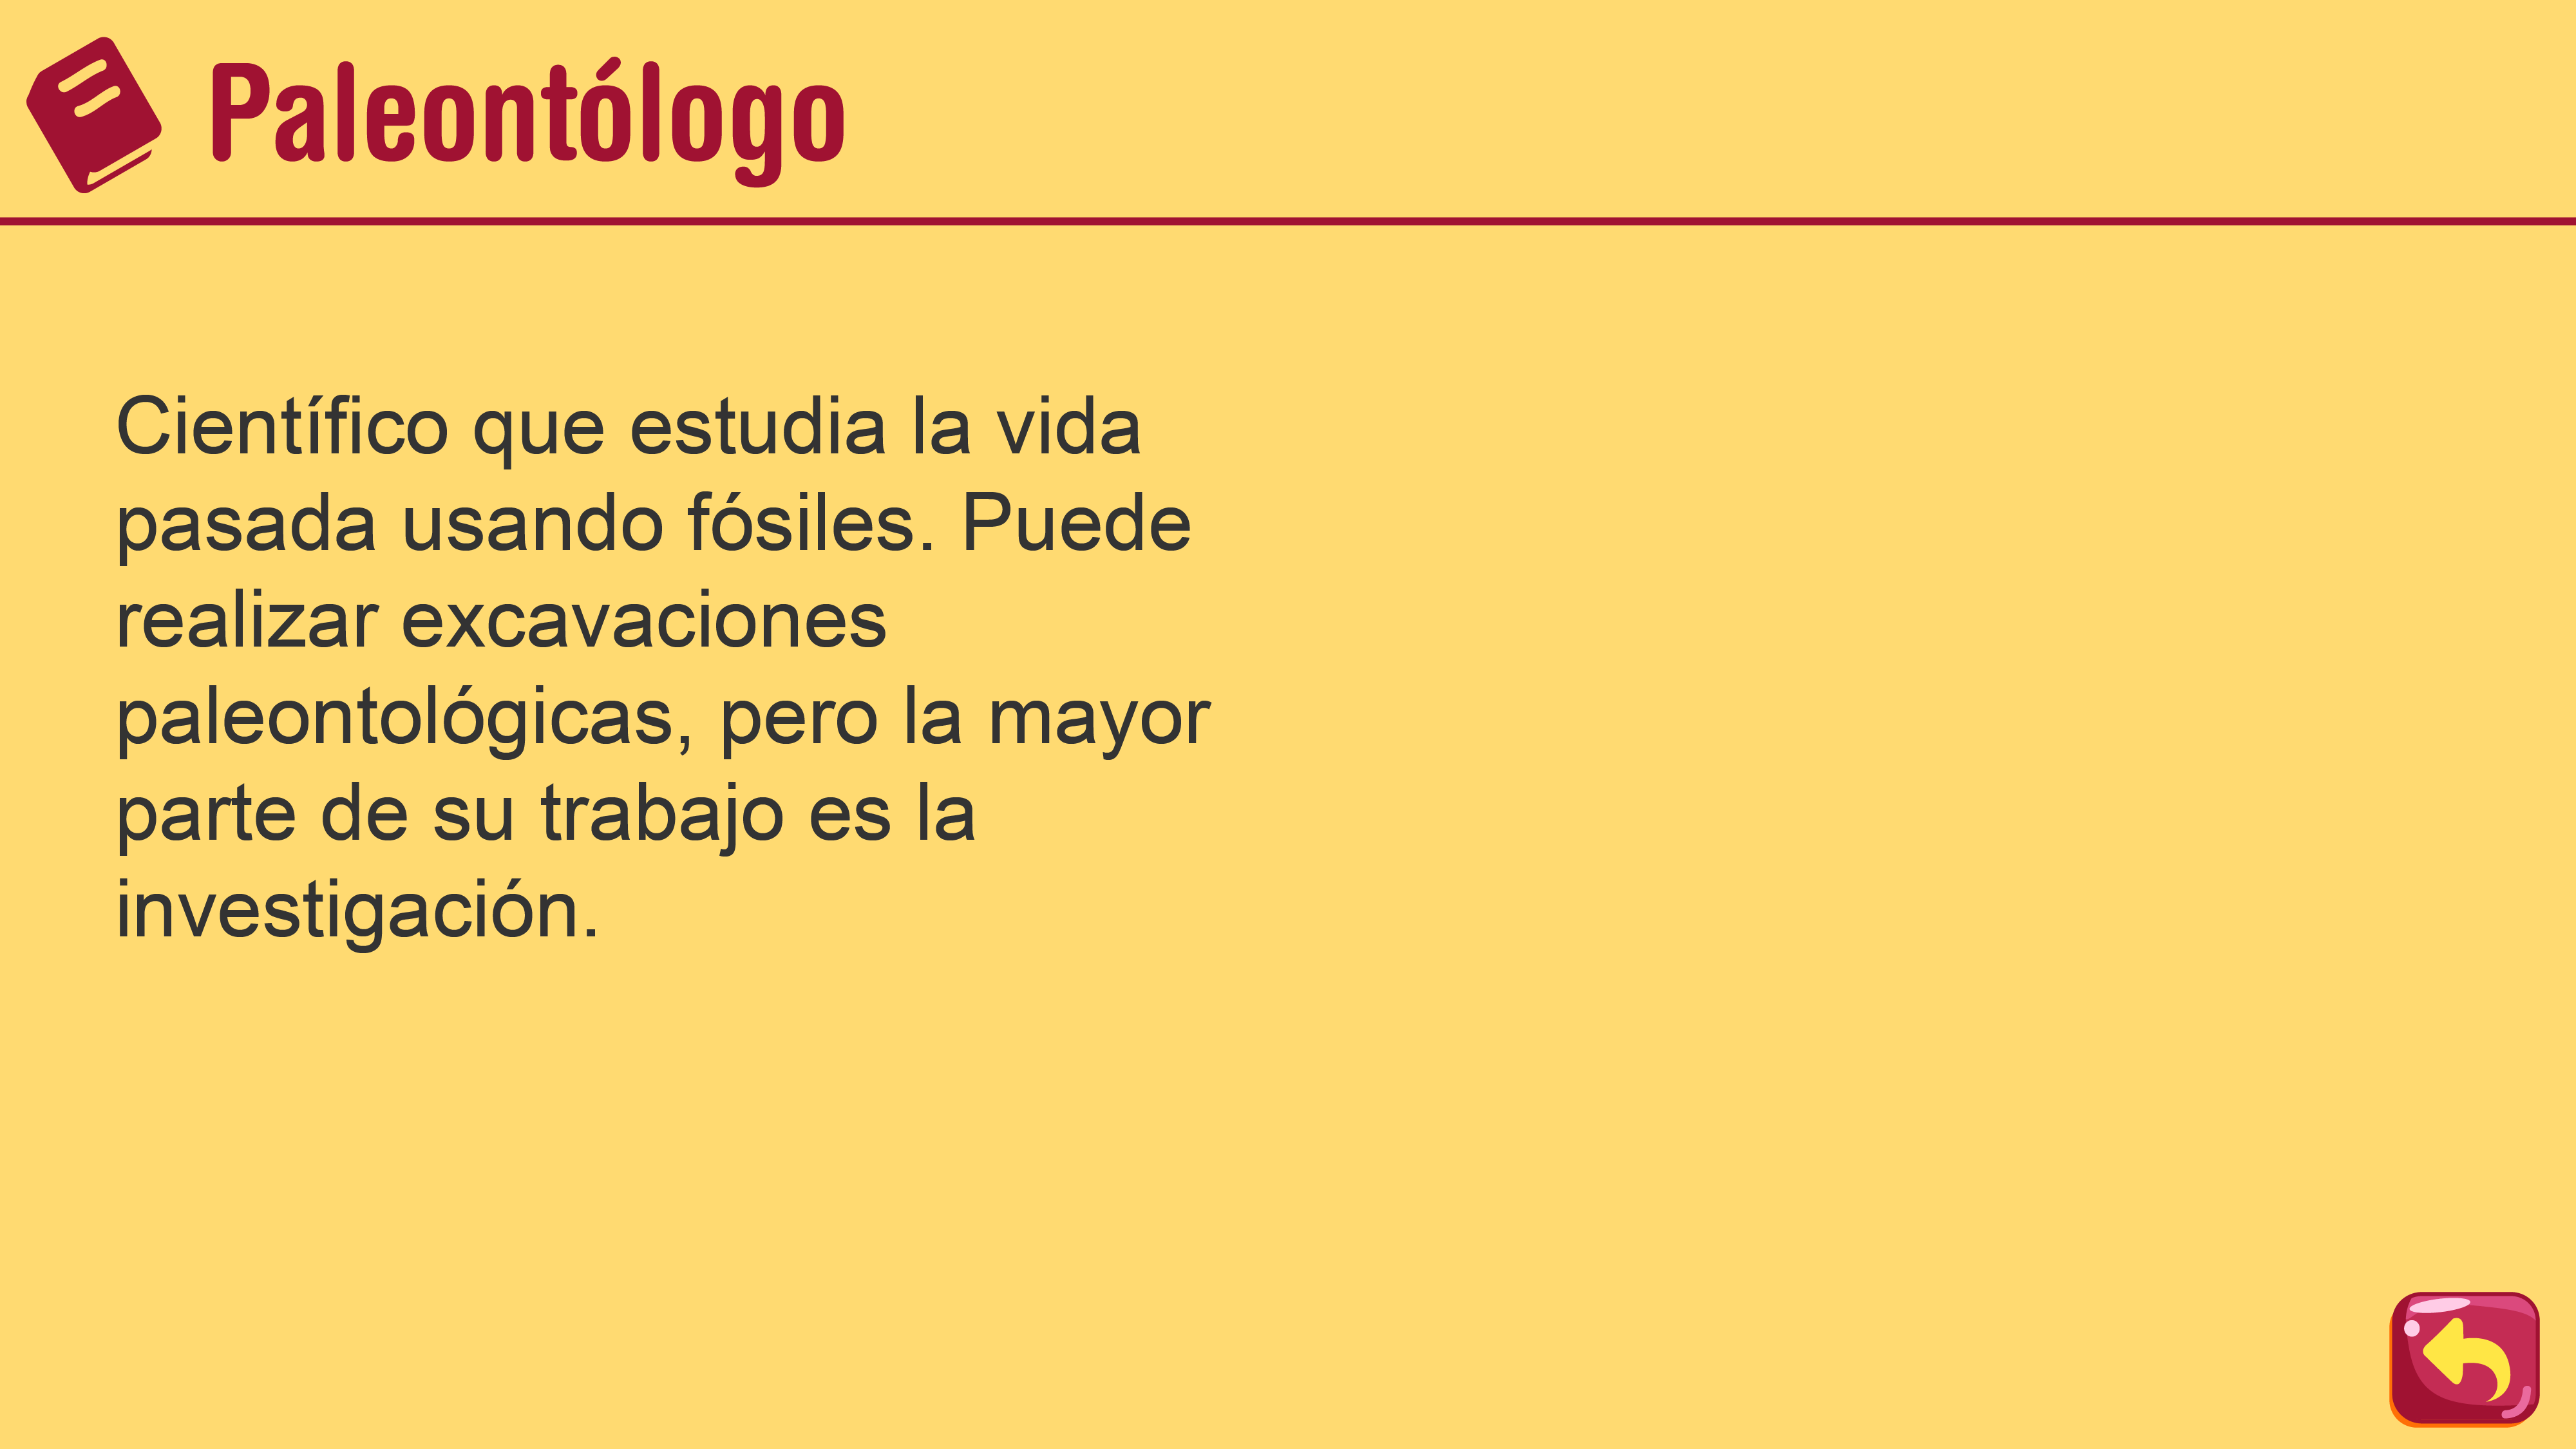 Paleontólogo
Científico que estudia la vida
pasada usando fósiles. Puede
realizar excavaciones
paleontológicas, pero la mayor
parte de su trabajo es la
investigación.